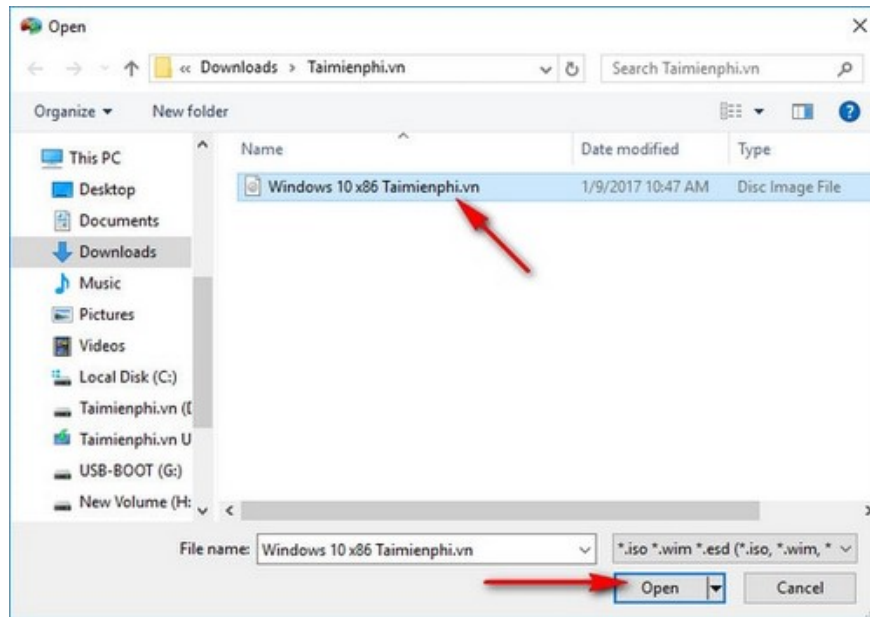 Open
« Downloads > Taimienphi.vn
Search Taimienphi.vn
Organize
New folder
Name
Date modified
Type
This PC
Desktop
Documents
Downloads
Music
Pictures
Videos
Local Disk (C:)
Taimienphi.vn (D
Taimienphi.vn U
USB-BOOT (G:)
New Volume (H:
Windows 10 x86 Taimienphi.vn
1/9/2017 10:47 AM
Disc Image File
File name:
Windows 10 x86 Taimienphi.vn
*.iso *.wim *.esd (*.iso, *.wim, *
Open
Cancel